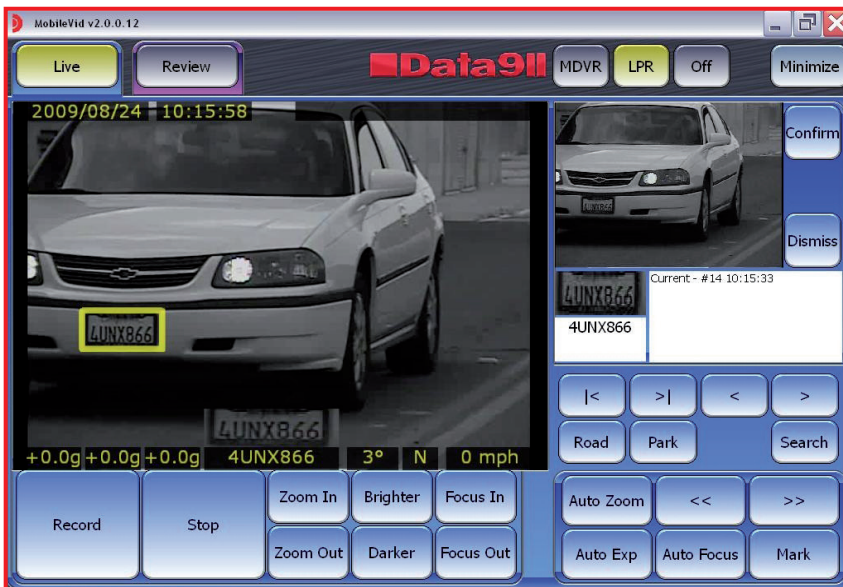 MobileVid v2.0.0.12
Live
Review
Data911
MDVR
LPR
Off
Minimize
2009/08/24 10:15:58
4UNX866
4UNX866
+0.0g +0.0g +0.0g 4UNX866 3° N 0 mph
4UNX866
Confirm
Dismiss
4UNX866
Current - #14 10:15:33
4UNX866
|<
>|
<
>
Road
Park
Search
Record
Stop
Zoom In
Brighter
Focus In
Zoom Out
Darker
Focus Out
Auto Zoom
<<
>>
Auto Exp
Auto Focus
Mark